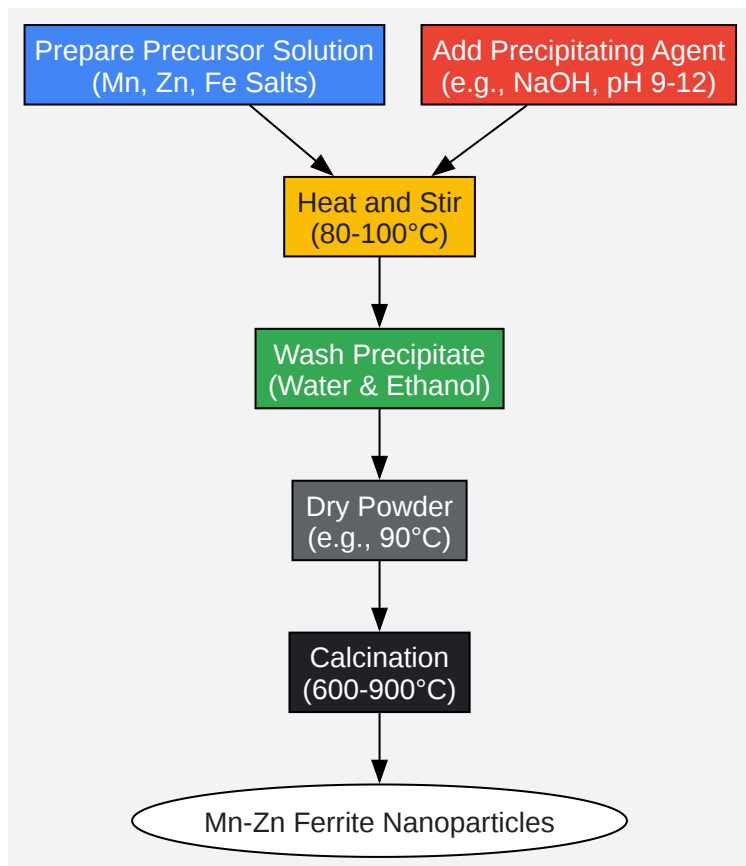 Prepare Precursor Solution
(Mn, Zn, Fe Salts)
Add Precipitating Agent
(e.g., NaOH, pH 9-12)
Heat and Stir
(80-100°C)
Wash Precipitate
(Water & Ethanol)
Dry Powder
(e.g., 90°C)
Calcination
(600-900°C)
Mn-Zn Ferrite Nanoparticles